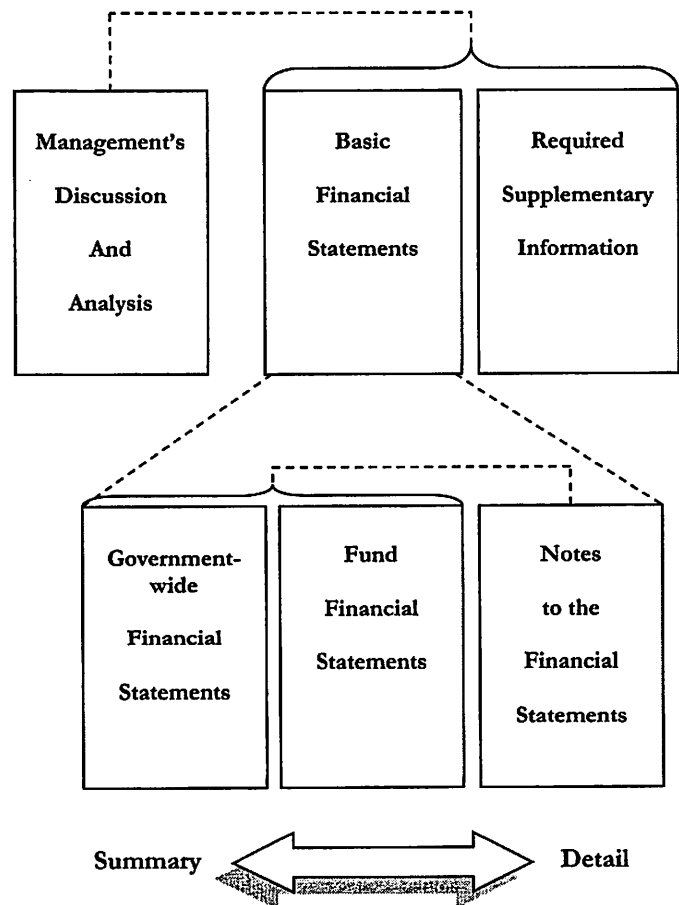 Management's
Discussion
And
Analysis
Basic
Financial
Statements
Required
Supplementary
Information
Government-
wide
Financial
Statements
Fund
Financial
Statements
Notes
to the
Financial
Statements
Summary
Detail